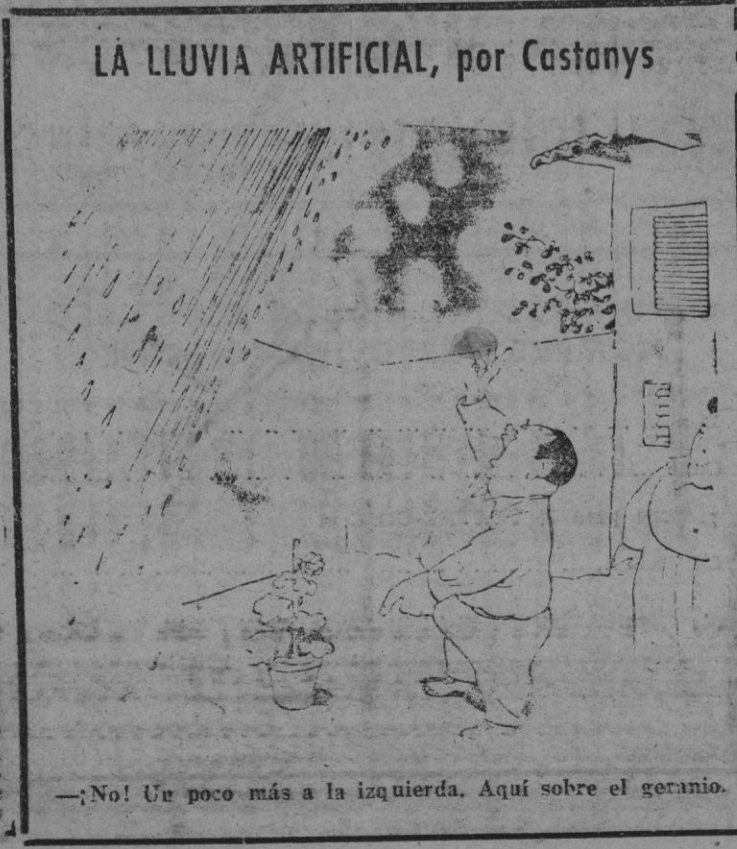 LA LLUVIA ARTIFICIAL, por Castanys
—¡No! Un poco más a la izquierda. Aquí sobre el geranio.